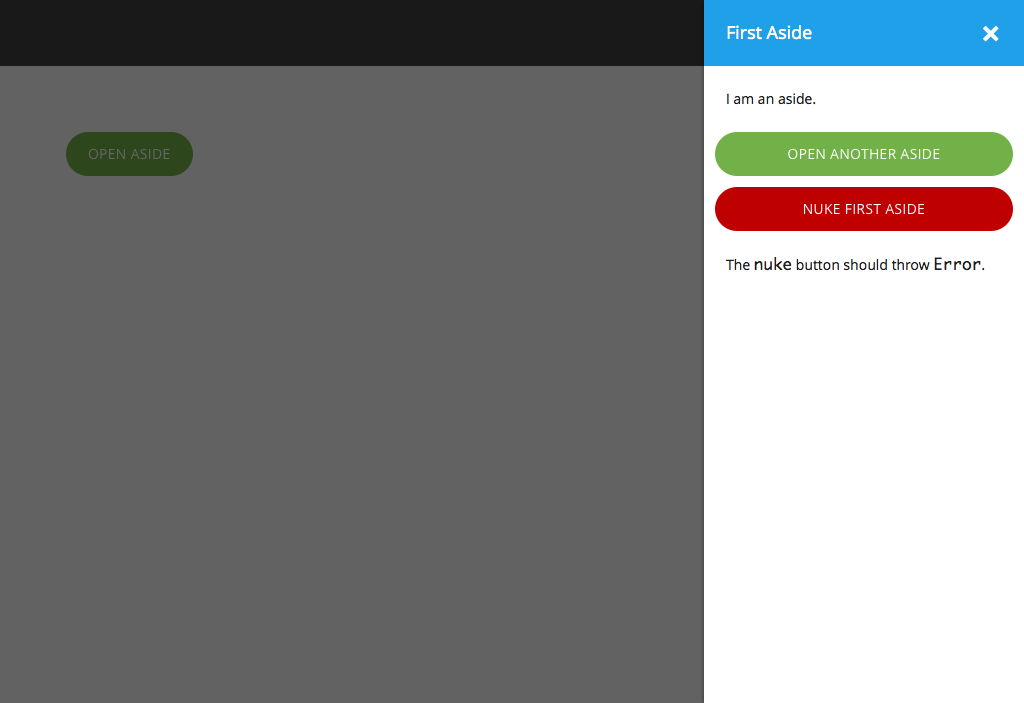 First Aside
I am an aside.
OPEN ASIDE
OPEN ANOTHER ASIDE
NUKE FIRST ASIDE
The nuke button should throw Error.